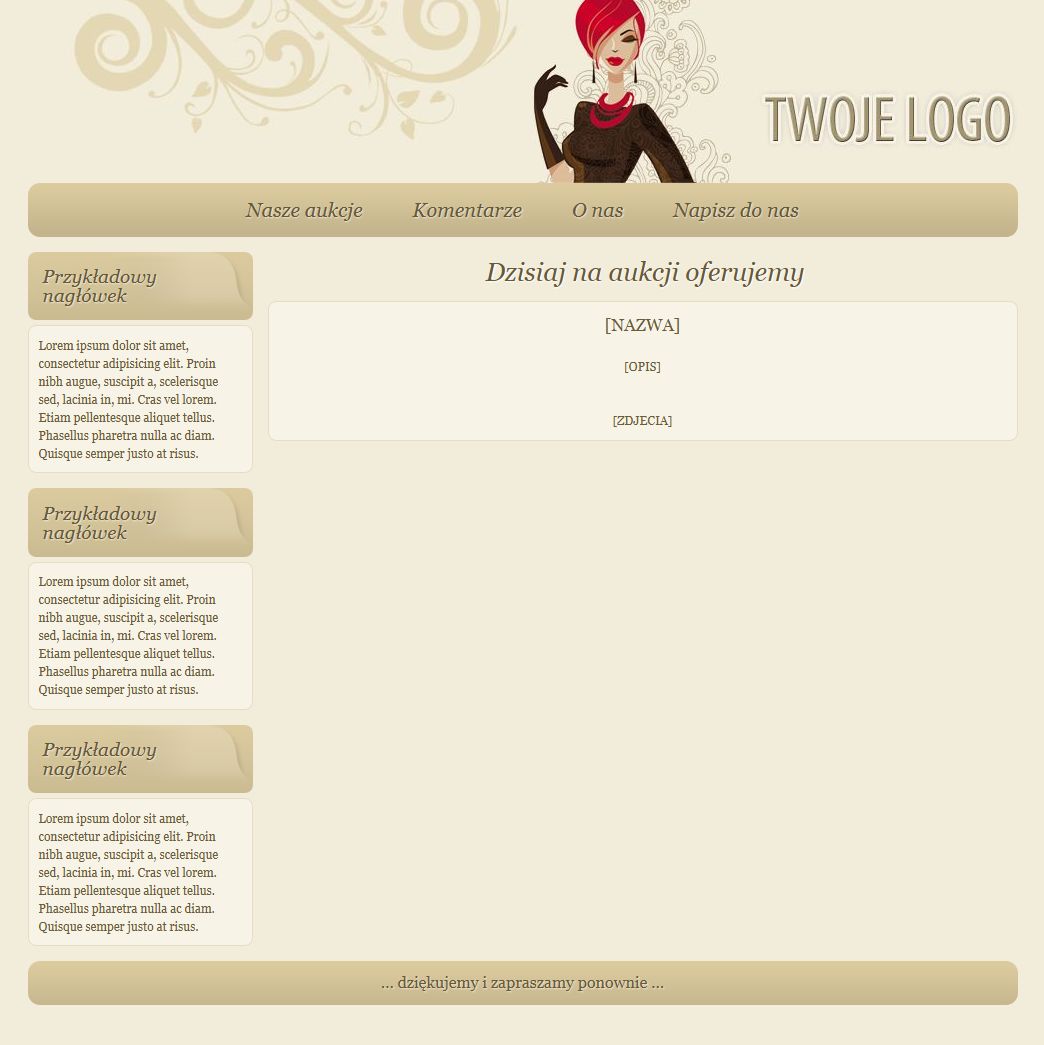 TWOJE LOGO
Nasze aukcje Komentarze O nas Napisz do nas
Przykładowy
nagłówek
Lorem ipsum dolor sit amet,
consectetur adipisicing elit. Proin
nibh augue, suscipit a, scelerisque
sed, lacinia in, mi. Cras vel lorem.
Etiam pellentesque aliquet tellus.
Phasellus pharetra nulla ac diam.
Quisque semper justo at risus.
Przykładowy
nagłówek
Lorem ipsum dolor sit amet,
consectetur adipisicing elit. Proin
nibh augue, suscipit a, scelerisque
sed, lacinia in, mi. Cras vel lorem.
Etiam pellentesque aliquet tellus.
Phasellus pharetra nulla ac diam.
Quisque semper justo at risus.
Przykładowy
nagłówek
Lorem ipsum dolor sit amet,
consectetur adipisicing elit. Proin
nibh augue, suscipit a, scelerisque
sed, lacinia in, mi. Cras vel lorem.
Etiam pellentesque aliquet tellus.
Phasellus pharetra nulla ac diam.
Quisque semper justo at risus.
Dzisiaj na aukcji oferujemy
[NAZWA]
[OPIS]
[ZDJECIA]
... dziękujemy i zapraszamy ponownie ...